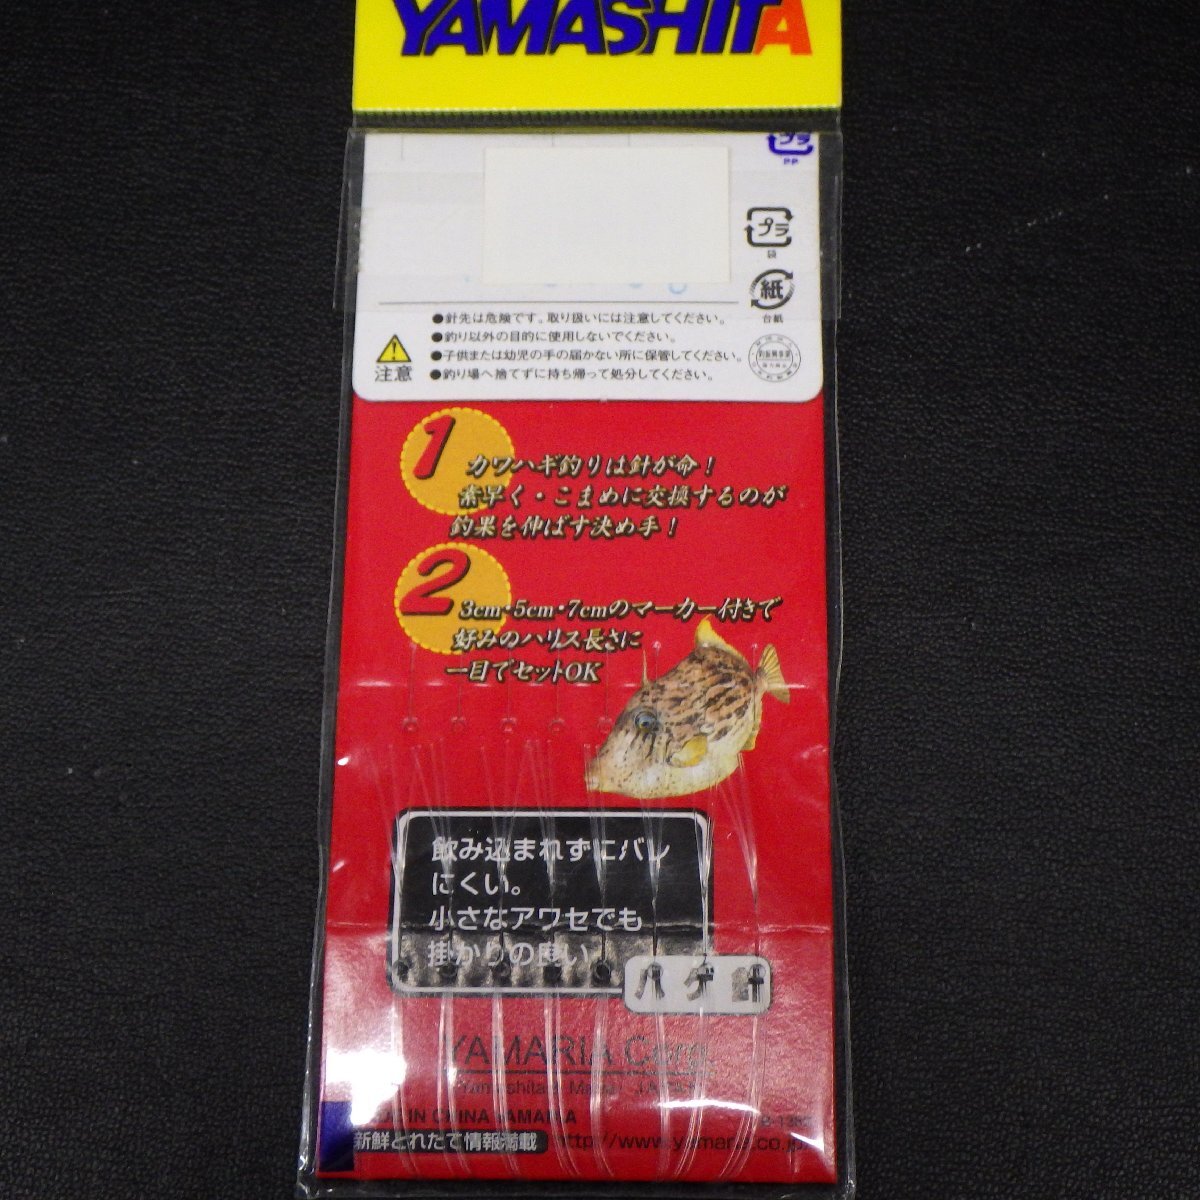 YAMASHITA
プラ
PP
プラ
袋
紙
台紙
●針先は危険です。取り扱いには注意してください。
●釣り以外の目的に使用しないでください。
●子供または幼児の手の届かない所に保管してください。
●釣り場へ捨てずに持ち帰って処分してください。
注意
1
カワハギ釣りは針が命！
素早く・こまめに交換するのが
釣果を伸ばす決め手！
2
3cm・5cm・7cmのマーカー付きで
好みのハリス長さに
一目でセットOK
飲み込まれずにバレ
にくい。
小さなアワセでも
掛かりの良い
ハゲ針
YAMARIA Corp.
IN CHINA YAMARIA
新鮮とれたて情報満載 http://www.yamaria.co.jp